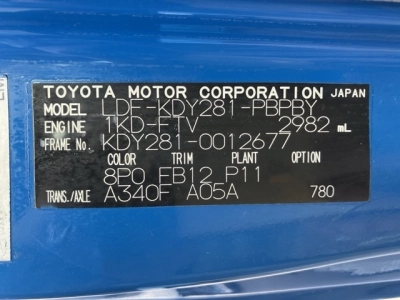 TOYOTA MOTOR CORPORATION JAPAN
MODEL LDF-KDY281-PBPBY
ENGINE 1KD-FTV 2982 mL
FRAME No. KDY281-0012677
COLOR TRIM PLANT OPTION
8P0 FB12 P11
TRANS./AXLE A340F A05A 780